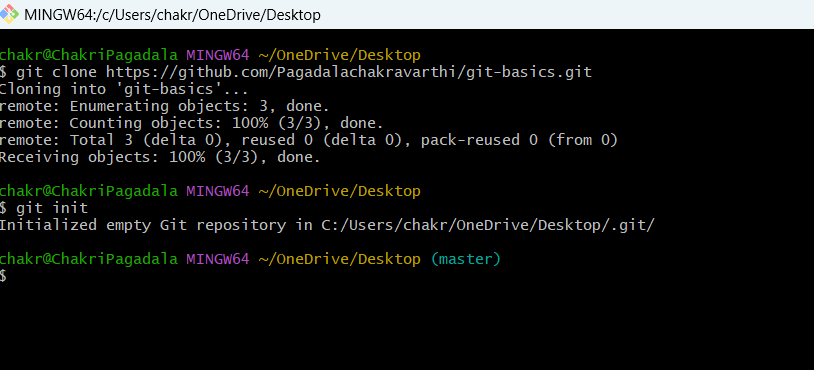 MINGW64:/c/Users/chakr/OneDrive/Desktop
chakr@ChakriPagadala MINGW64 ~/OneDrive/Desktop
$ git clone https://github.com/Pagadalachakravarthi/git-basics.git
Cloning into 'git-basics'...
remote: Enumerating objects: 3, done.
remote: Counting objects: 100% (3/3), done.
remote: Total 3 (delta 0), reused 0 (delta 0), pack-reused 0 (from 0)
Receiving objects: 100% (3/3), done.
chakr@ChakriPagadala MINGW64 ~/OneDrive/Desktop
$ git init
Initialized empty Git repository in C:/Users/chakr/OneDrive/Desktop/.git/
chakr@ChakriPagadala MINGW64 ~/OneDrive/Desktop (master)
$